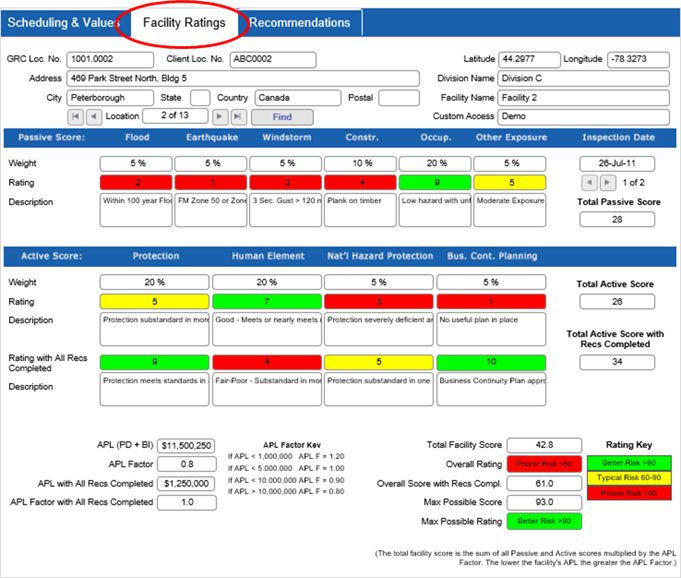 Scheduling & Values Facility Ratings Recommendations
GRC Loc. No. 1001.0002 Client Loc. No. ABC0002 Latitude 44.2977 Longitude -78.3273
Address 469 Park Street North, Bldg 5 Division Name Division C
City Peterborough State Country Canada Postal Facility Name Facility 2
Location 2 of 13 Find Custom Access Demo
Passive Score: Flood Earthquake Windstorm Constr. Occup. Other Exposure Inspection Date
Weight 5 % 5 % 5 % 10 % 20 % 5 % 26-Jul-11
Rating 2 1 3 4 9 5 1 of 2
Description Within 100 year Floo FM Zone 50 or Zone 3 Sec. Gust > 120 m Plank on timber Low hazard with unf Moderate Exposure Total Passive Score
28
Active Score: Protection Human Element Nat'l Hazard Protection Bus. Cont. Planning
Weight 20 % 20 % 5 % 5 % Total Active Score
Rating 5 7 3 1 26
Description Protection substandard in more Good - Meets or nearly meets Protection severely deficient No useful plan in place
Total Active Score with
Recs Completed
Rating with All Recs
Completed 9 4 5 10 34
Description Protection meets standards in Fair-Poor - Substandard in mor Protection substandard in one Business Continuity Plan appro
APL (PD + BI) $11,500,250 APL Factor Key Total Facility Score 42.8 Rating Key
If APL < 1,000,000 APL F = 1.20
APL Factor 0.8 If APL < 5.000.000 APL F = 1.00 Overall Rating Poorer Risk <60 Better Risk >90
APL with All Recs Completed $1,250,000 If APL < 10.000.000 APL F = 0.90 Overall Score with Recs Compl. 61.0 Typical Risk 60-90
If APL > 10,000,000 APL F = 0.80
APL Factor with All Recs Completed 1.0 Max Possible Score 93.0 Poorer Risk <60
Max Possible Rating Better Risk >90
(The total facility score is the sum of all Passive and Active scores multiplied by the APL
Factor. The lower the facility's APL the greater the APL Factor.)